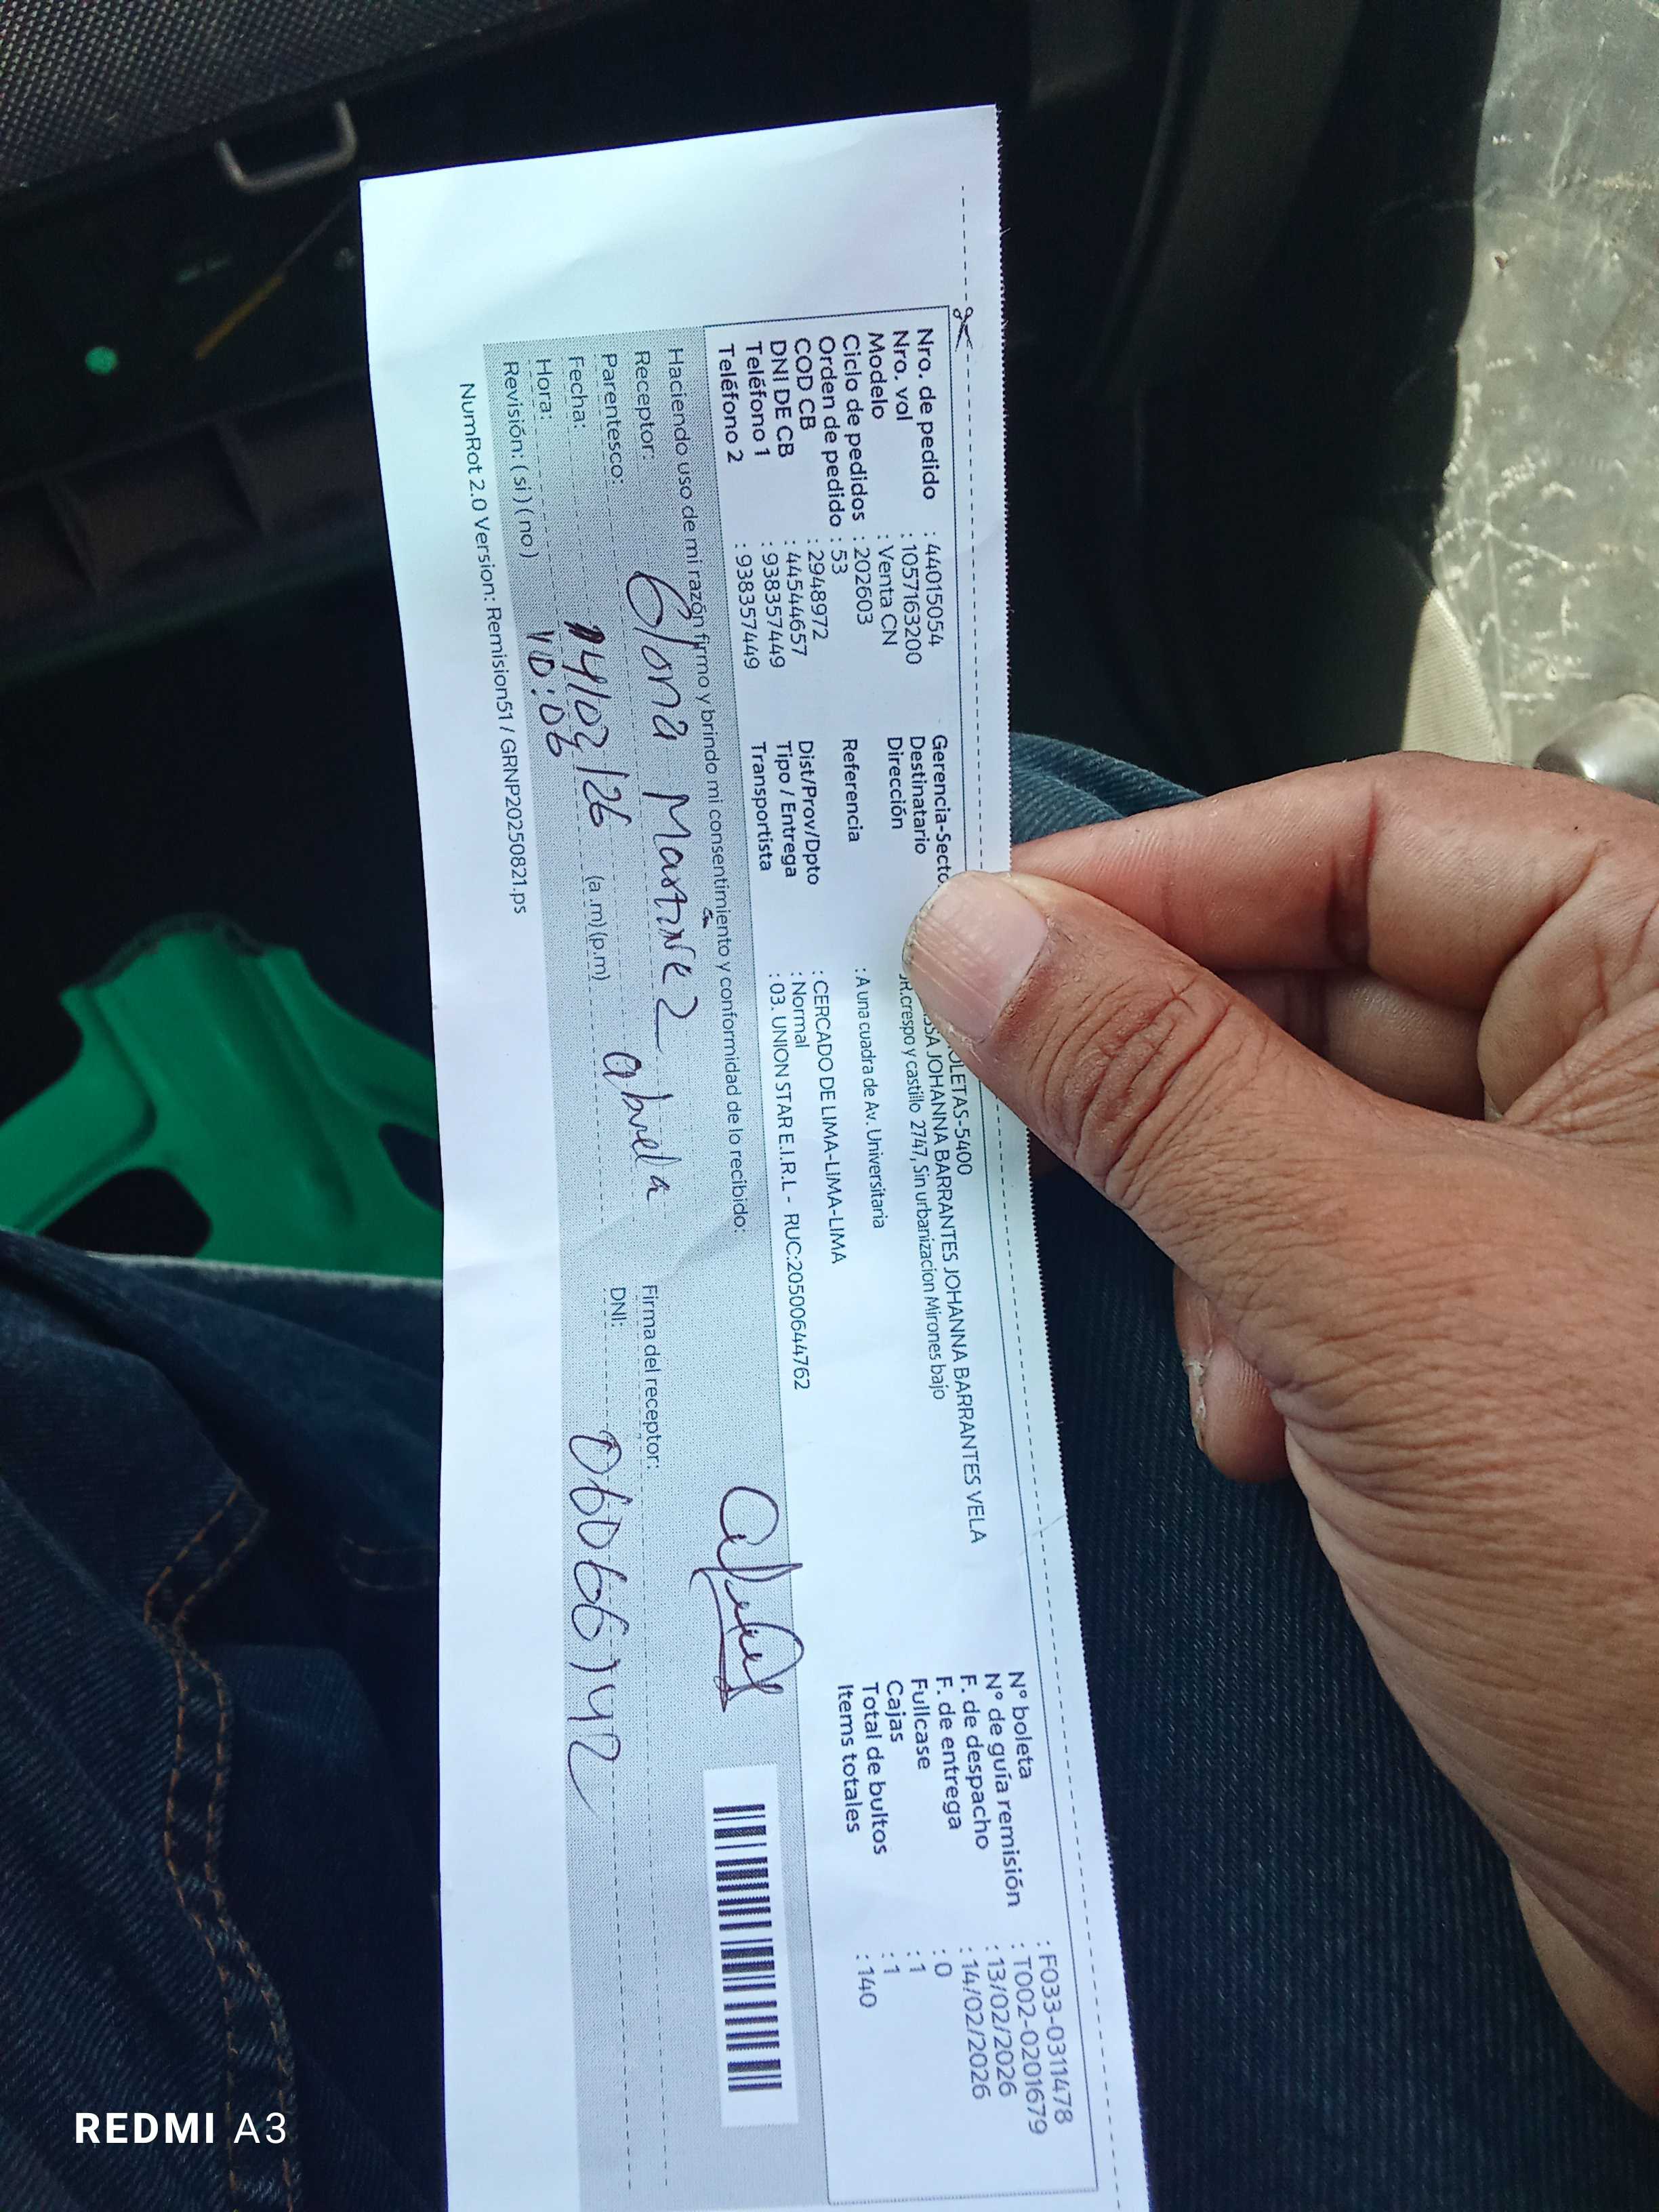 Nro. de pedido : 44015054
Nro. vol : 1057163200
Modelo : Venta CN
Ciclo de pedidos : 202603
Orden de pedido : 53
COD CB : 2948972
DNI DE CB : 44544657
Teléfono 1 : 938357449
Teléfono 2 : 938357449
Gerencia-Secto OLETAS-5400
Destinatario JOHANNA BARRANTES JOHANNA BARRANTES VELA
Dirección JR.crespo y castillo 2747, Sin urbanizacion Mirones bajo
Referencia : A una cuadra de Av. Universitaria
Dist/Prov/Dpto : CERCADO DE LIMA-LIMA-LIMA
Tipo / Entrega : Normal
Transportista : 03. UNION STAR E.I.R.L - RUC:20500644762
N° boleta : F033-0311478
N° de guía remisión : T002-0201679
F. de despacho : 13/02/2026
F. de entrega : 14/02/2026
Fullcase : 0
Cajas : 1
Total de bultos : 1
Items totales : 140
Haciendo uso de mi razón firmo y brindo mi consentimiento y conformidad de lo recibido:
Receptor: Martinez
Parentesco: abuela
Fecha: 14/02/26
Hora: 10:06 (a.m)(p.m)
Revisión: ( si ) ( no )
Firma del receptor:
DNI:
NumRot 2.0 Version: Remision51 / GRNP20250821.ps
REDMI A3